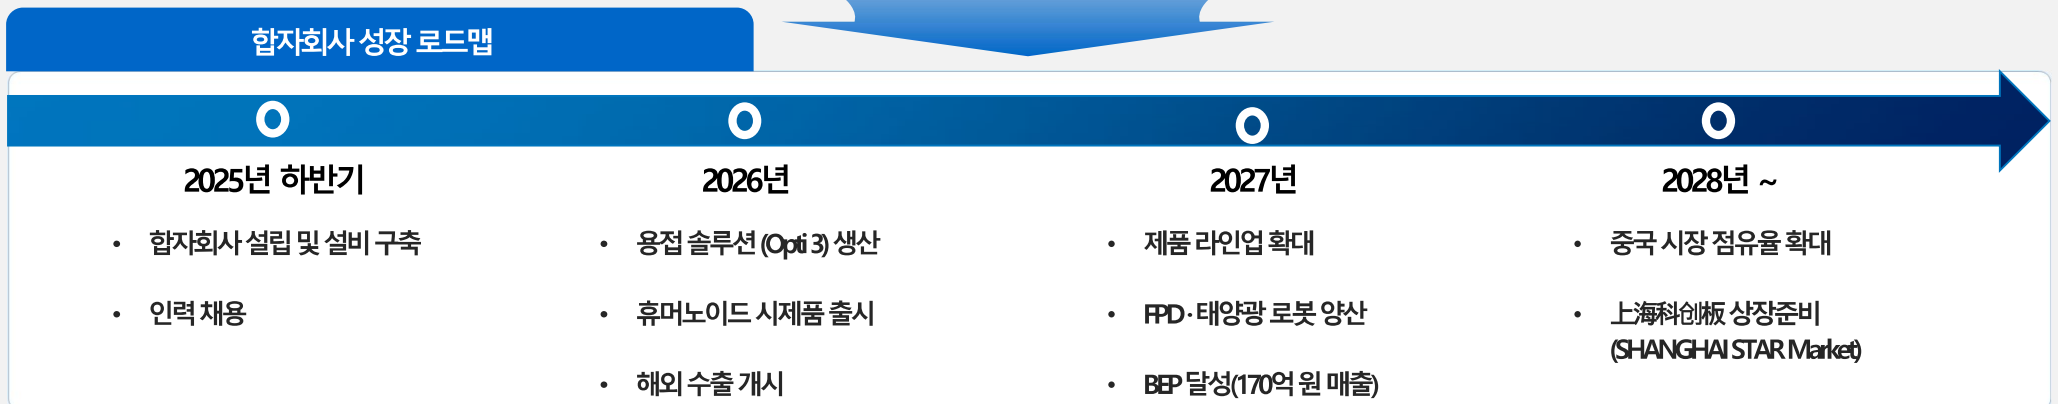 합자회사 성장 로드맵
2025년 하반기
• 합자회사 설립 및 설비 구축
• 인력 채용
2026년
• 용접 솔루션 (Opti 3) 생산
• 휴머노이드 시제품 출시
• 해외 수출 개시
2027년
• 제품 라인업 확대
• FPD · 태양광 로봇 양산
• BEP 달성(170억 원 매출)
2028년 ~
• 중국 시장 점유율 확대
• 上海科创板 상장준비
(SHANGHAI STAR Market)